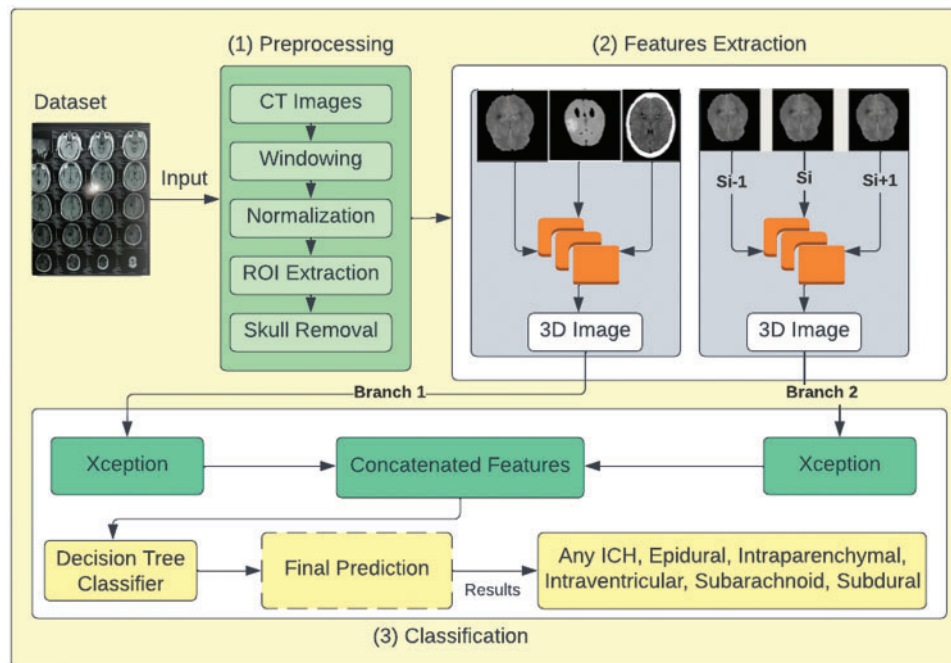 (1) Preprocessing
(2) Features Extraction
Dataset
Input
CT Images
Windowing
Normalization
ROI Extraction
Skull Removal
Si-1
Si
Si+1
3D Image
3D Image
Branch 1
Branch 2
Xception
Concatenated Features
Xception
Decision Tree
Classifier
Final Prediction
Results
Any ICH, Epidural, Intraparenchymal,
Intraventricular, Subarachnoid, Subdural
(3) Classification